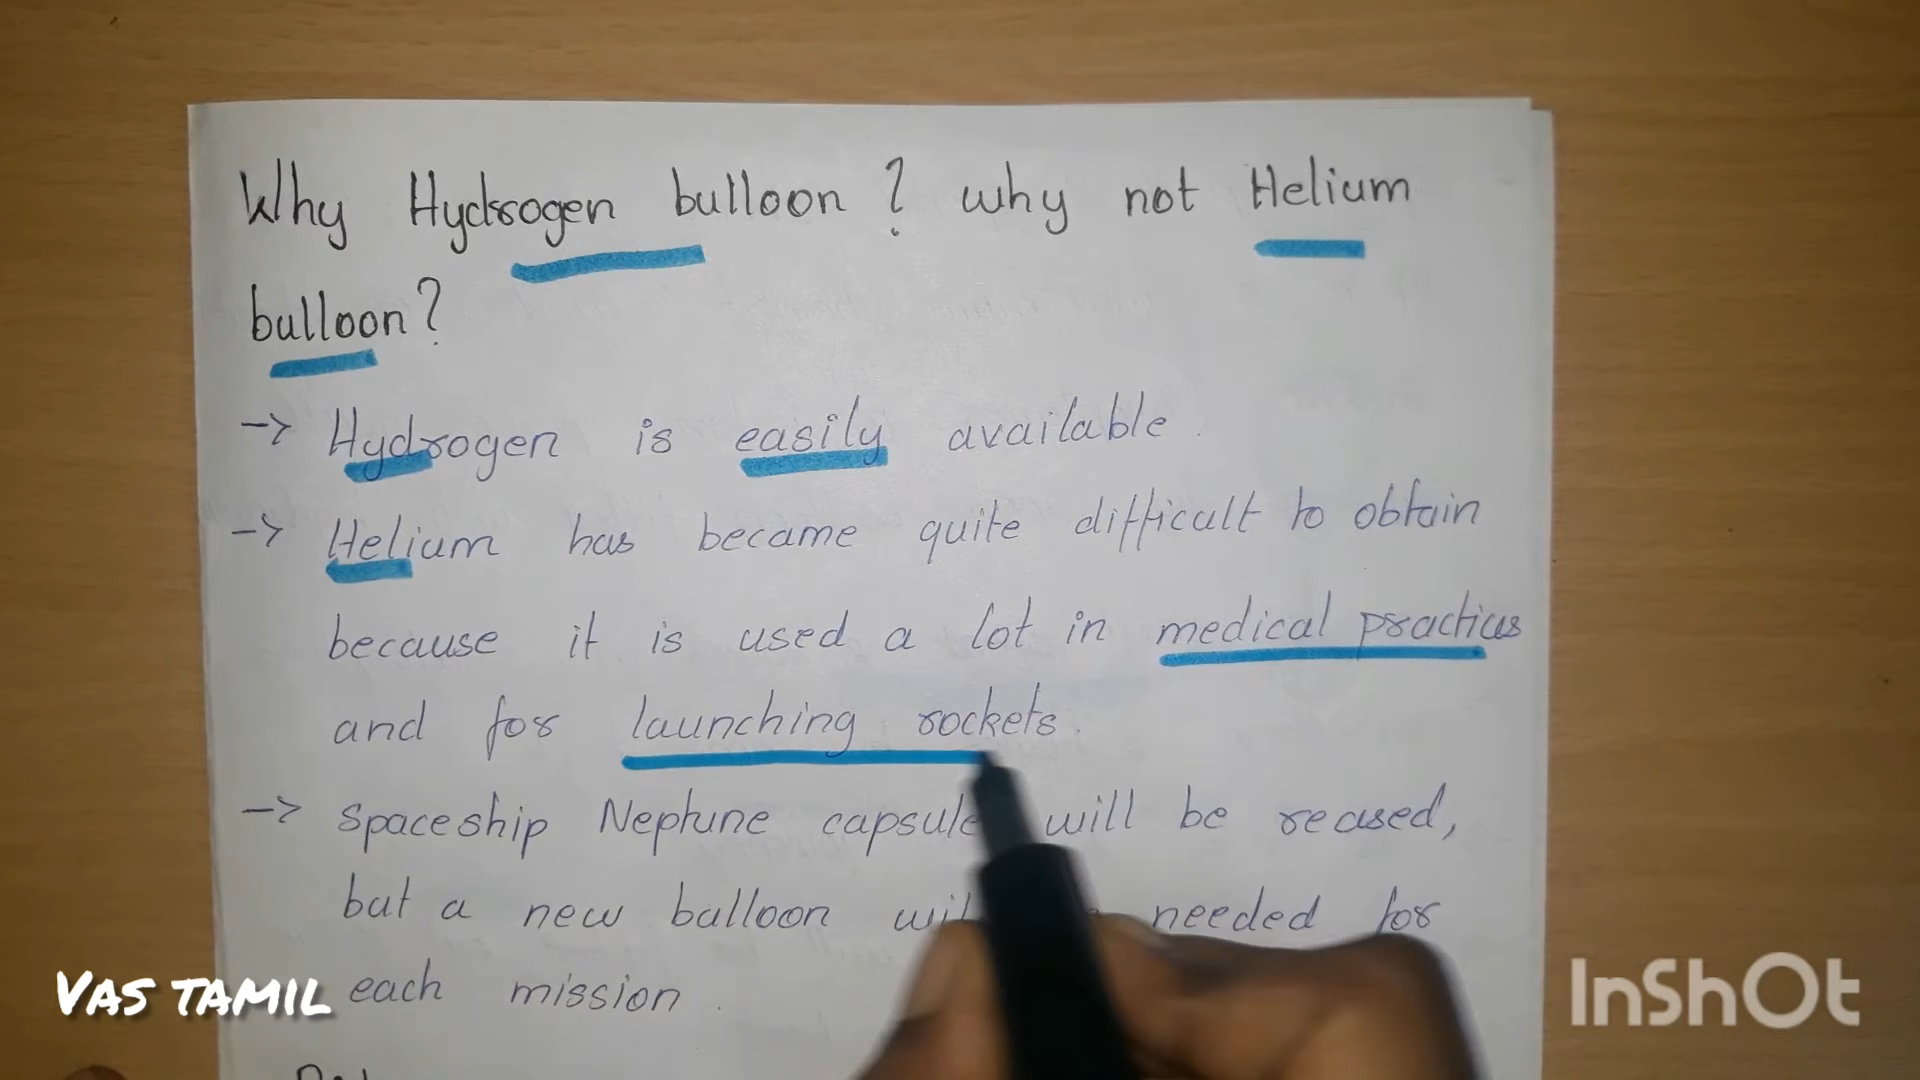 Why Hydrogen bulloon? why not Helium
bulloon?
-> Hydrogen is easily available.
-> Helium has became quite difficult to obtain
because it is used a lot in medical practices
and for launching rockets.
-> Spaceship Neptune capsule will be reused,
but a new balloon needed for
each mission.
VAS TAMIL
InShOt